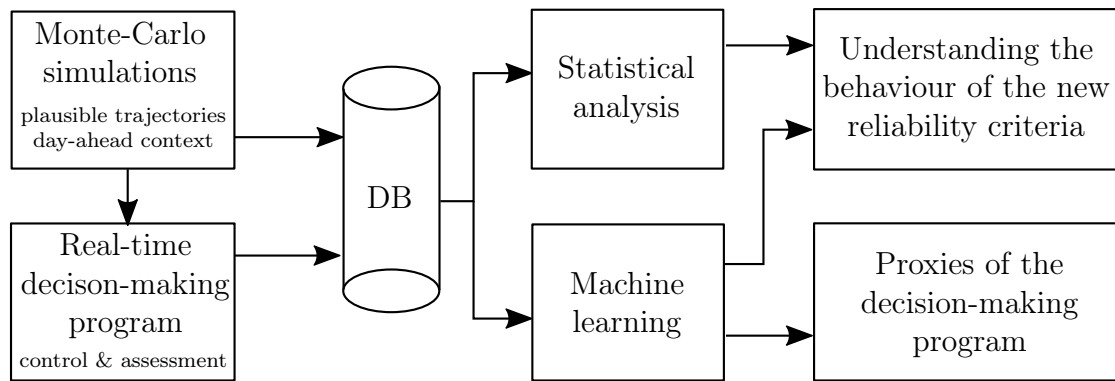 Monte-Carlo
simulations
plausible trajectories
day-ahead context
Real-time
decison-making
program
control & assessment
DB
Statistical
analysis
Machine
learning
Understanding the
behaviour of the new
reliability criteria
Proxies of the
decision-making
program